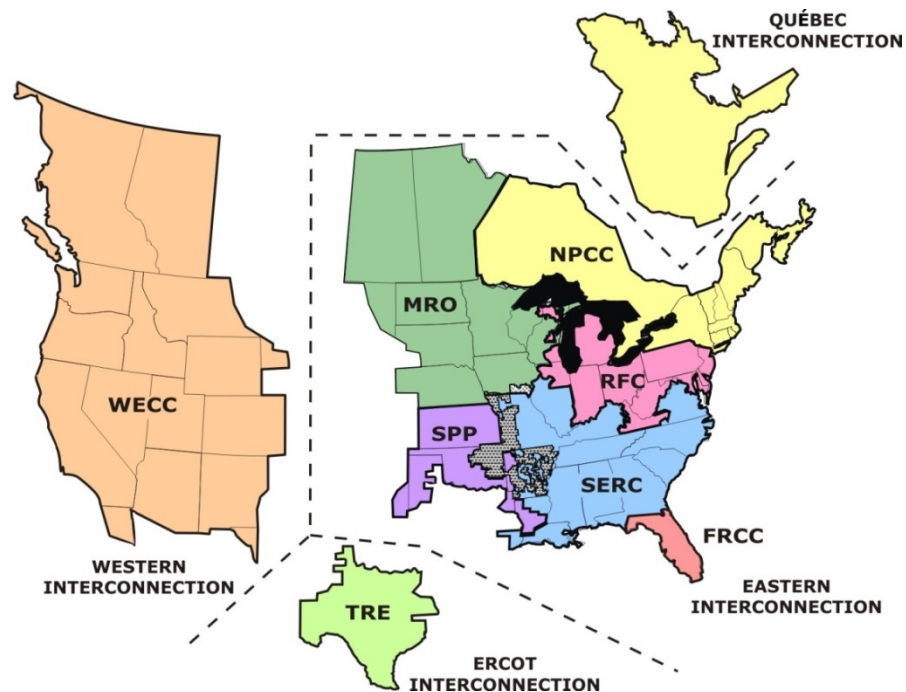 QUÉBEC
INTERCONNECTION
NPCC
MRO
RFC
WECC
SPP
SERC
FRCC
WESTERN
INTERCONNECTION
EASTERN
INTERCONNECTION
TRE
ERCOT
INTERCONNECTION